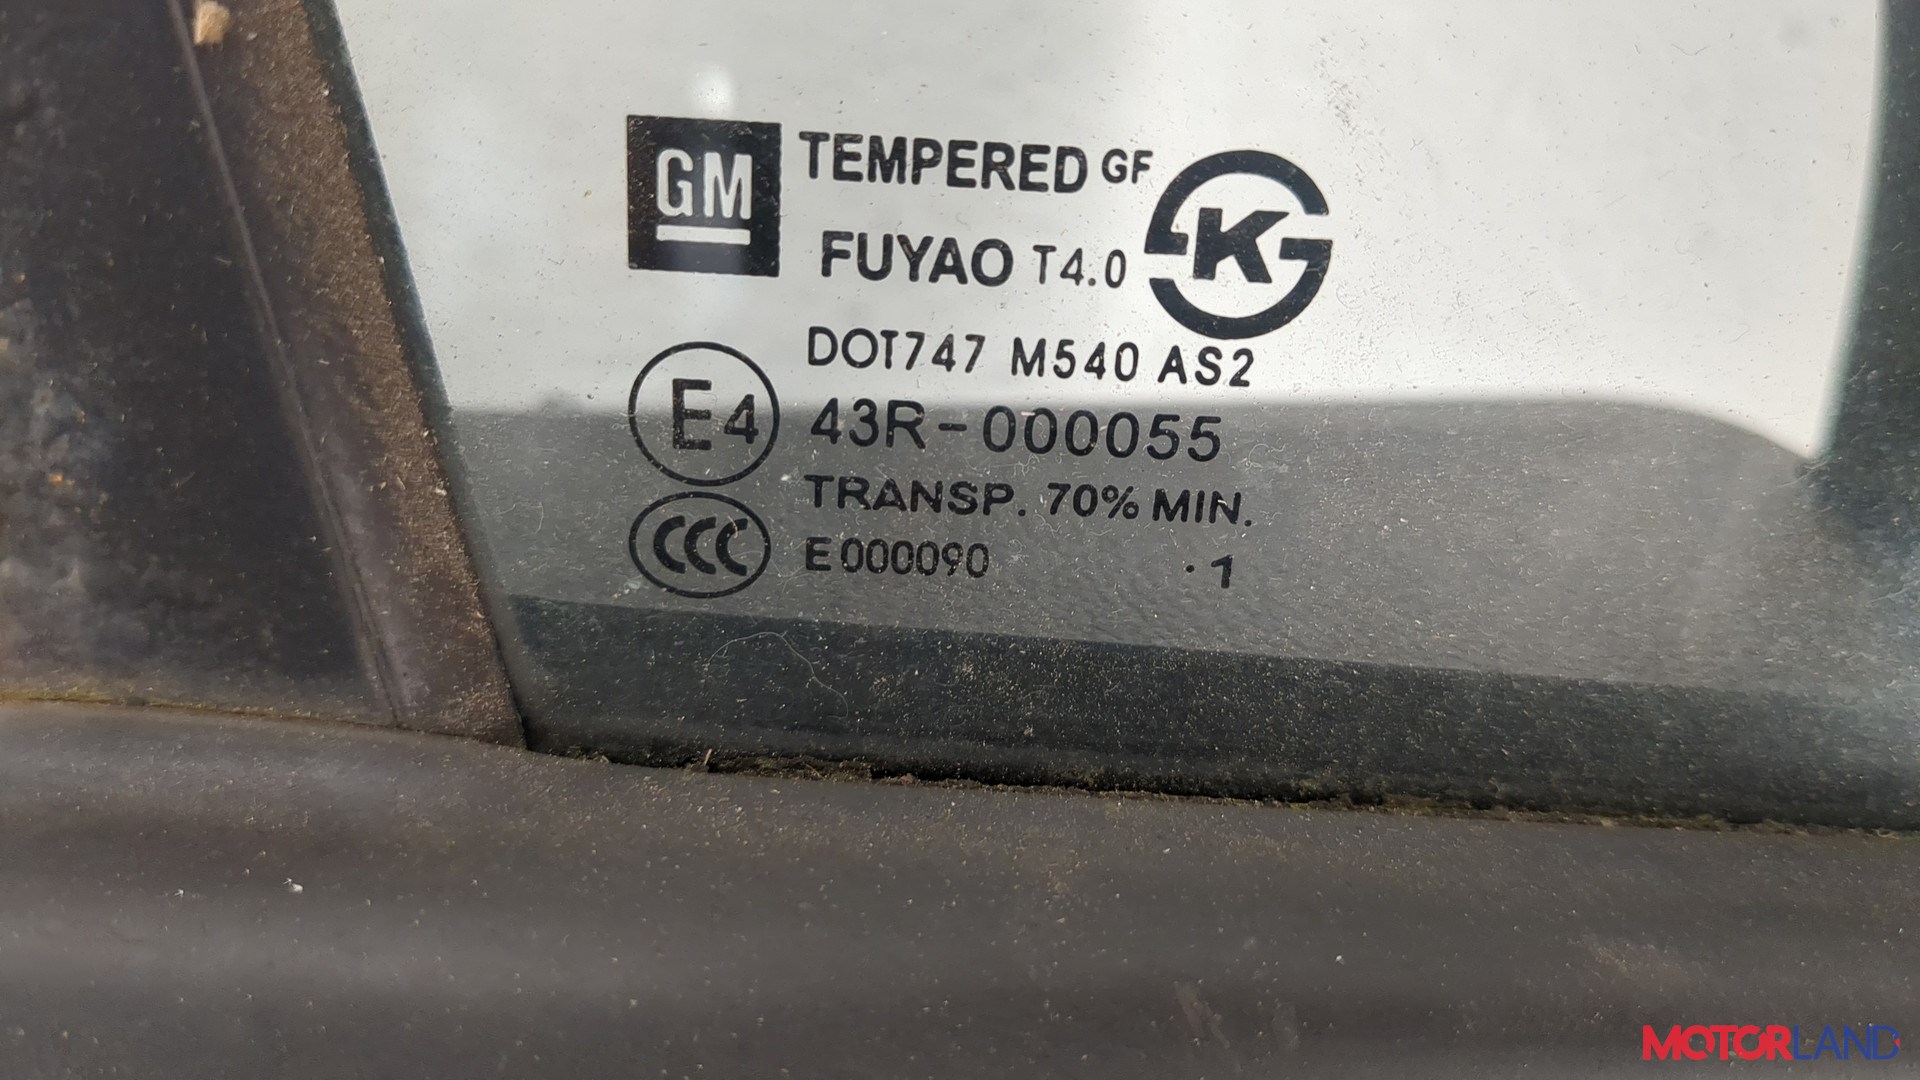 GM TEMPERED GF
FUYAO T4.0 K
DOT747 M540 AS2
E4 43R-000055
TRANSP. 70% MIN.
CCC E000090 .1
MOTORLAND